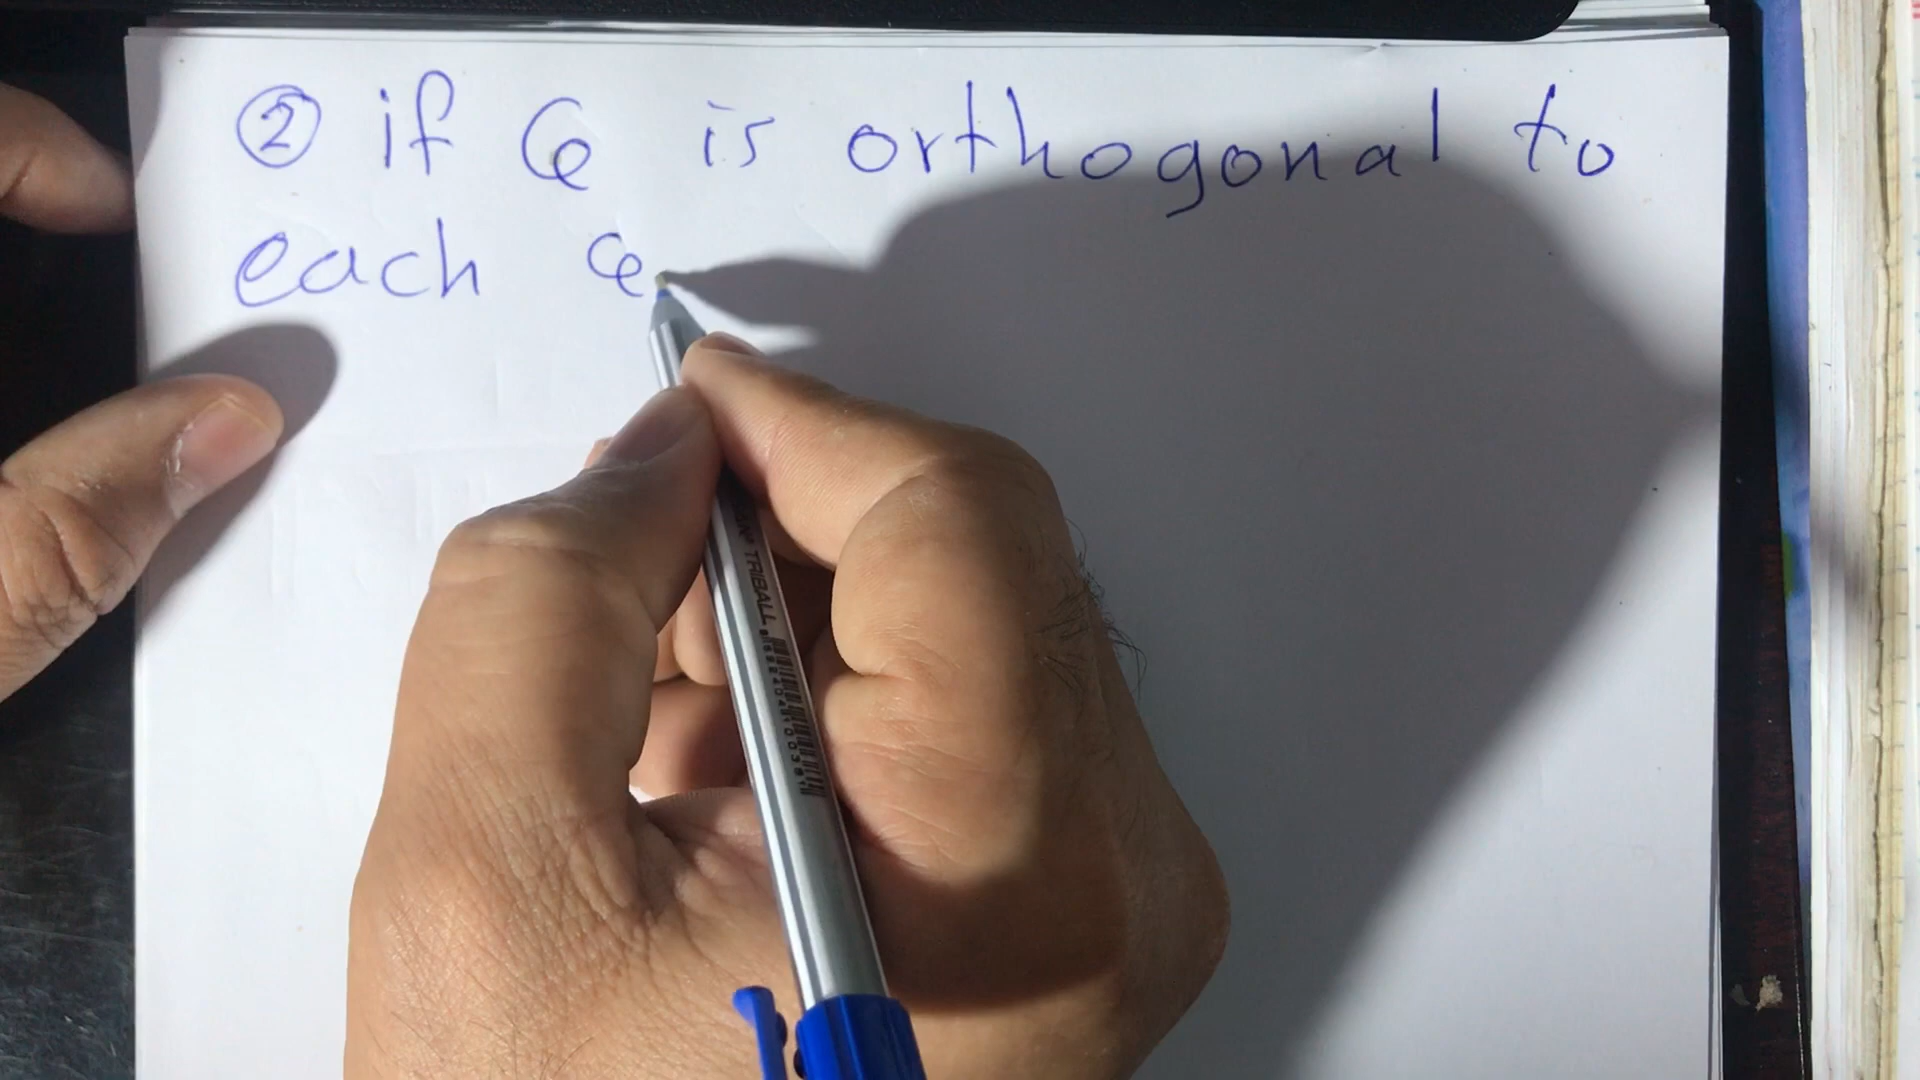 ② if φ is orthogonal to
each φ
TRIBALL